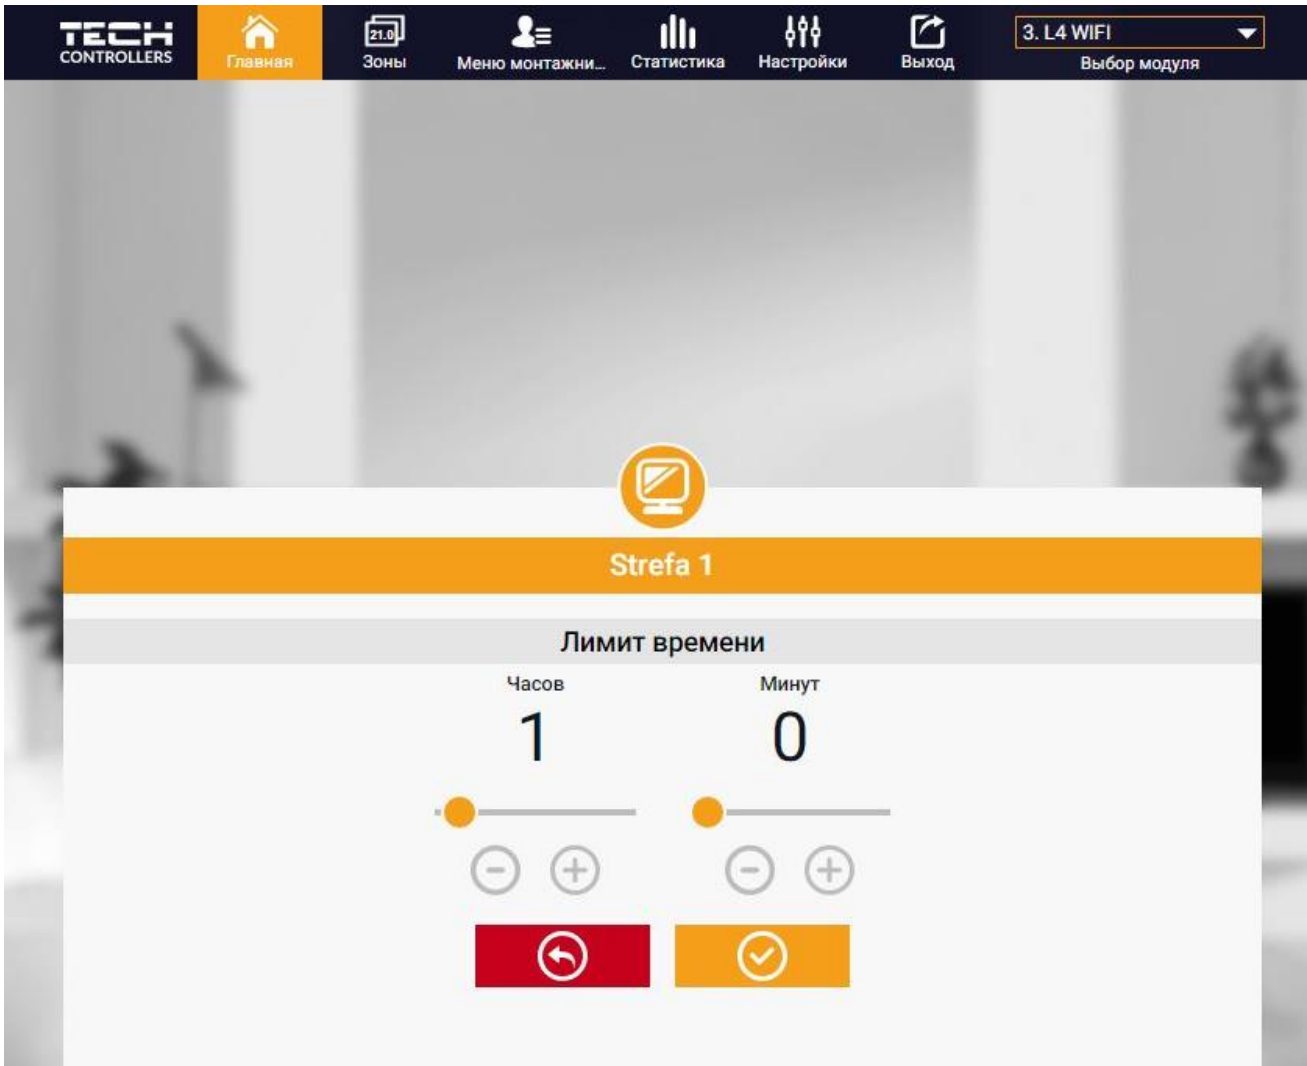 TECH
CONTROLLERS
Главная
21.0
Зоны
Меню монтажни...
Статистика
Настройки
Выход
3. L4 WIFI
Выбор модуля
Strefa 1
Лимит времени
Часов
Минут
1
0